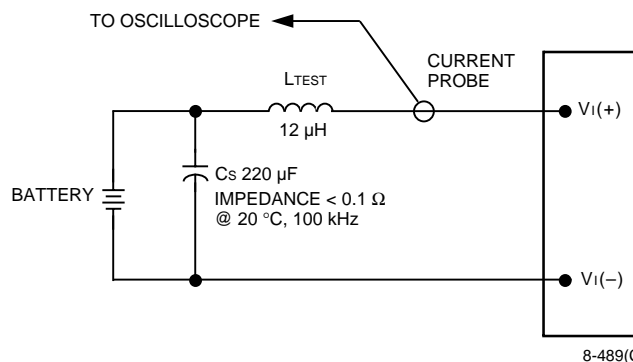 TO OSCILLOSCOPE
CURRENT
PROBE
LTEST
12 µH
VI(+)
CS 220 µF
IMPEDANCE < 0.1 Ω
@ 20 °C, 100 kHz
BATTERY
VI(–)